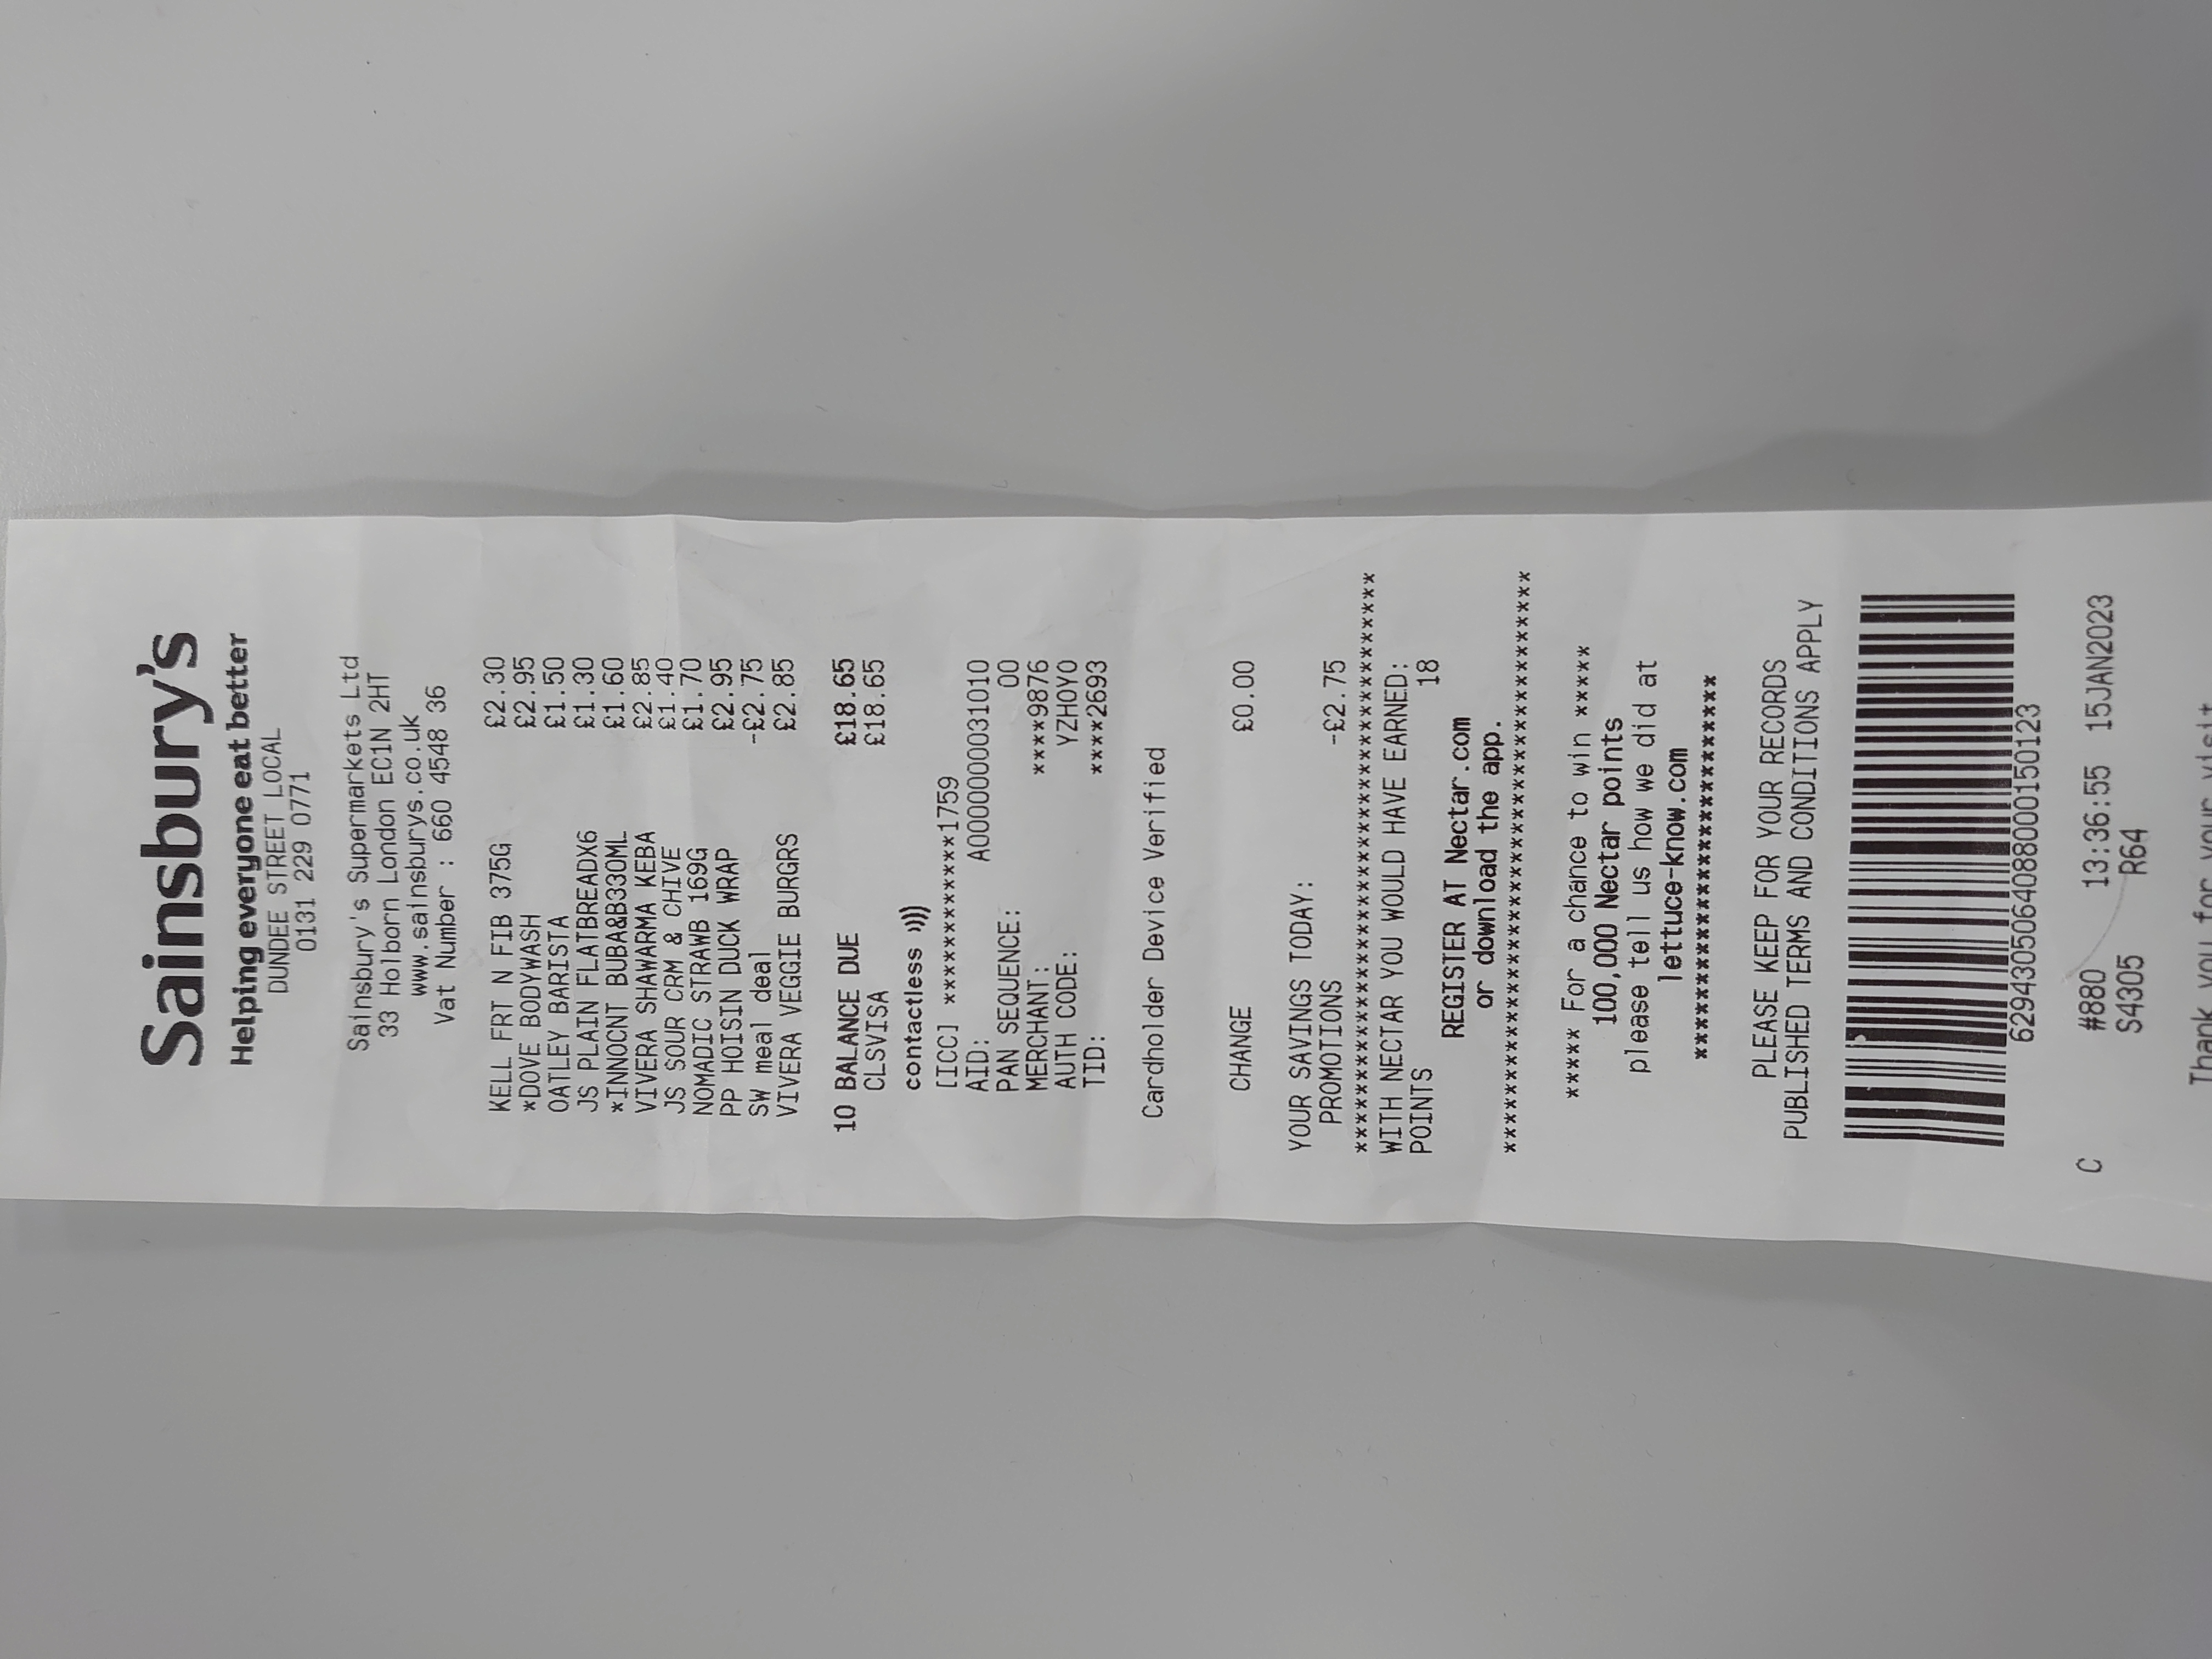 Sainsbury's
Helping everyone eat better
DUNDEE STREET LOCAL
0131 229 0771
Sainsbury's Supermarkets Ltd
33 Holborn London EC1N 2HT
www.sainsburys.co.uk
Vat Number : 660 4548 36
KELL FRT N FIB 375G £2.30
*DOVE BODYWASH £2.95
OATLEY BARISTA £1.50
JS PLAIN FLATBREADX6 £1.30
*INNOCNT BUBA&B330ML £1.60
VIVERA SHAWARMA KEBA £2.85
JS SOUR CRM & CHIVE £1.40
NOMADIC STRAWB 169G £1.70
PP HOISIN DUCK WRAP £2.95
SW meal deal -£2.75
VIVERA VEGGIE BURGRS £2.85
10 BALANCE DUE £18.65
CLSVISA £18.65
contactless
[ICC] ************1759
AID: A0000000031010
PAN SEQUENCE: 00
MERCHANT: ****9876
AUTH CODE: YZHOYO
TID: ****2693
Cardholder Device Verified
CHANGE £0.00
YOUR SAVINGS TODAY:
PROMOTIONS -£2.75
*****************************************
WITH NECTAR YOU WOULD HAVE EARNED:
POINTS 18
REGISTER AT Nectar.com
or download the app.
*****************************************
***** For a chance to win *****
100,000 Nectar points
please tell us how we did at
lettuce-know.com
**************************
PLEASE KEEP FOR YOUR RECORDS
PUBLISHED TERMS AND CONDITIONS APPLY
6294305064088000150123
C #880 13:36:55 15JAN2023
S4305 R64
Thank you for your visit